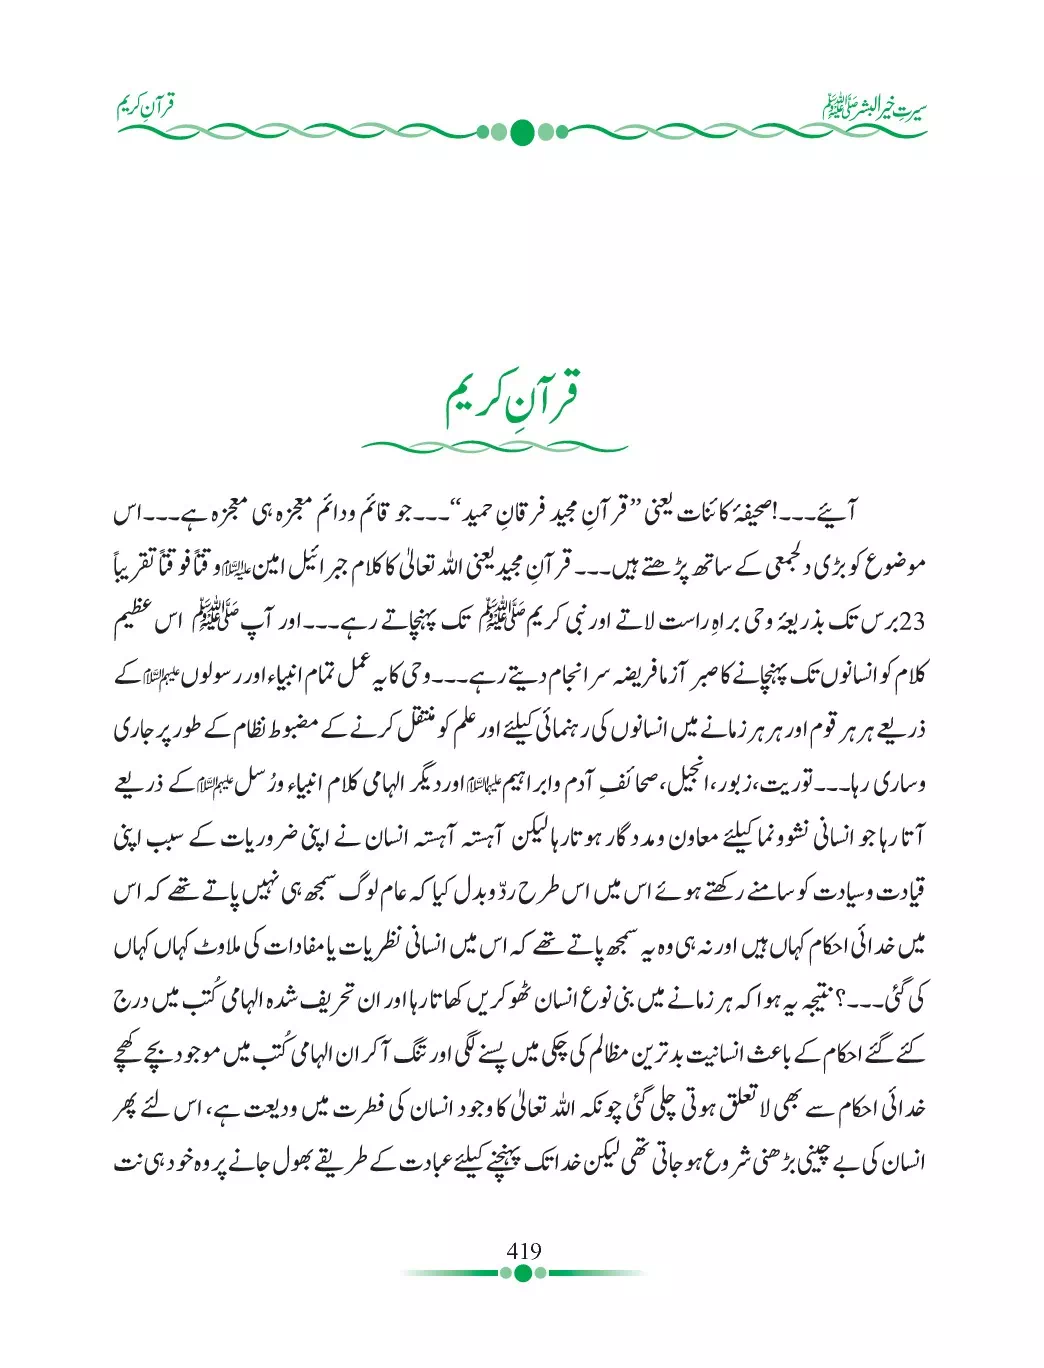 سیرتِ خیر البشر ﷺ
قرآنِ کریم
قرآنِ کریم
آیئے۔۔۔! صحیفۂ کائنات یعنی ’’قرآنِ مجید فرقانِ حمید‘‘۔۔۔جو قائم ودائم معجزہ ہی معجزہ ہے۔۔۔اس
موضوع کو بڑی دلجمعی کے ساتھ پڑھتے ہیں۔۔۔ قرآنِ مجید یعنی اللہ تعالیٰ کا کلام جبرائیل امین علیہ السلام وقتاً فوقتاً تقریباً
23برس تک بذریعۂ وحی براہِ راست لاتے اور نبی کریم ﷺ تک پہنچاتے رہے۔۔۔اور آپ ﷺ اس عظیم
کلام کو انسانوں تک پہنچانے کا صبر آزما فریضہ سر انجام دیتے رہے۔۔۔وحی کا یہ عمل تمام انبیاء اور رسولوں علیہم السلام کے
ذریعے ہر ہر قوم اور ہر ہر زمانے میں انسانوں کی رہنمائی کیلئے اور علم کو منتقل کرنے کے مضبوط نظام کے طور پر جاری
وساری رہا۔۔۔توریت،زبور،انجیل،صحائفِ آدم وابراہیم علیہما السلام اور دیگر الہامی کلام انبیاء ورُسل علیہم السلام کے ذریعے
آتا رہا جو انسانی نشوونما کیلئے معاون ومددگار ہوتا رہا لیکن آہستہ آہستہ انسان نے اپنی ضروریات کے سبب اپنی
قیادت وسیادت کو سامنے رکھتے ہوئے اس میں اس طرح ردّ وبدل کیا کہ عام لوگ سمجھ ہی نہیں پاتے تھے کہ اس
میں خدائی احکام کہاں ہیں اور نہ ہی وہ یہ سمجھ پاتے تھے کہ اس میں انسانی نظریات یا مفادات کی ملاوٹ کہاں کہاں
کی گئی۔۔۔؟ نتیجہ یہ ہوا کہ ہر زمانے میں بنی نوع انسان ٹھوکریں کھاتا رہا اور ان تحریف شدہ الہامی کُتب میں درج
کئے گئے احکام کے باعث انسانیت بدترین مظالم کی چکی میں پسنے لگی اور تنگ آکر ان الہامی کُتب میں موجود بچے کھچے
خدائی احکام سے بھی لاتعلق ہوتی چلی گئی چونکہ اللہ تعالیٰ کا وجود انسان کی فطرت میں ودیعت ہے، اس لئے پھر
انسان کی بے چینی بڑھنی شروع ہوجاتی تھی لیکن خدا تک پہنچنے کیلئے عبادت کے طریقے بھول جانے پر وہ خود ہی نت
419